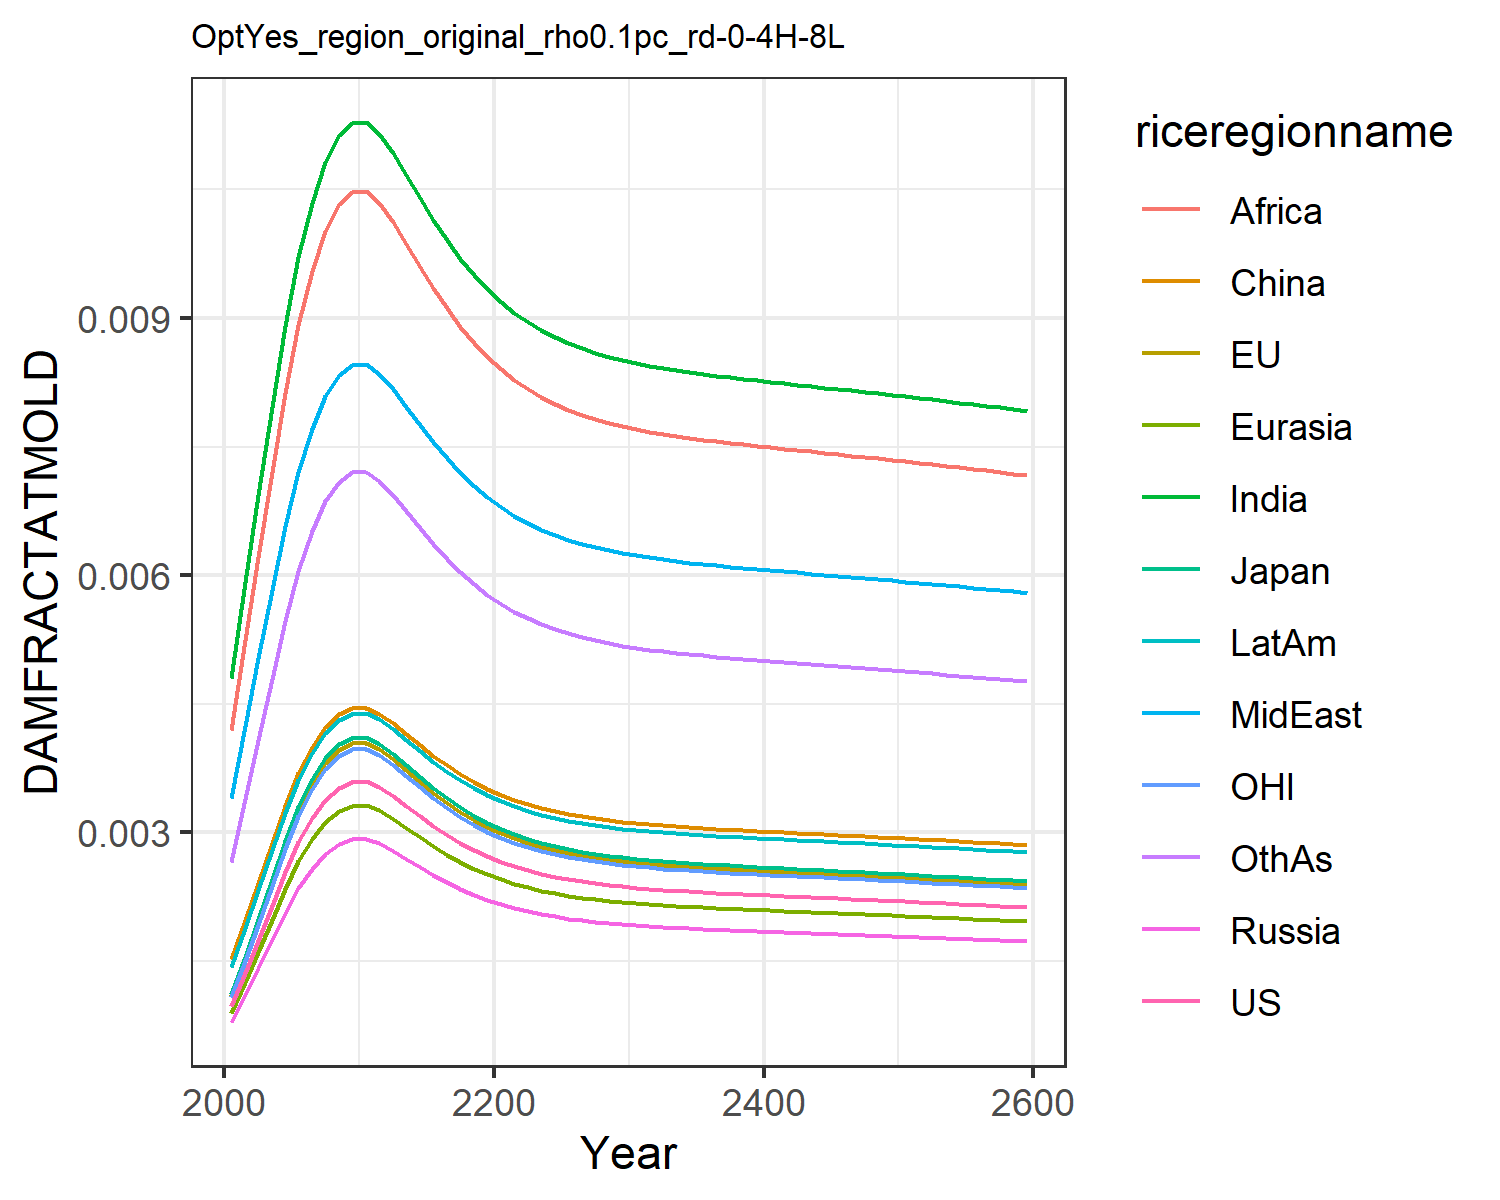 OptYes_region_original_rho0.1pc_rd-0-4H-8L
DAMFRACTATMOLD
0.009
0.006
0.003
2000 2200 2400 2600
Year
riceregionname
Africa
China
EU
Eurasia
India
Japan
LatAm
MidEast
OHI
OthAs
Russia
US